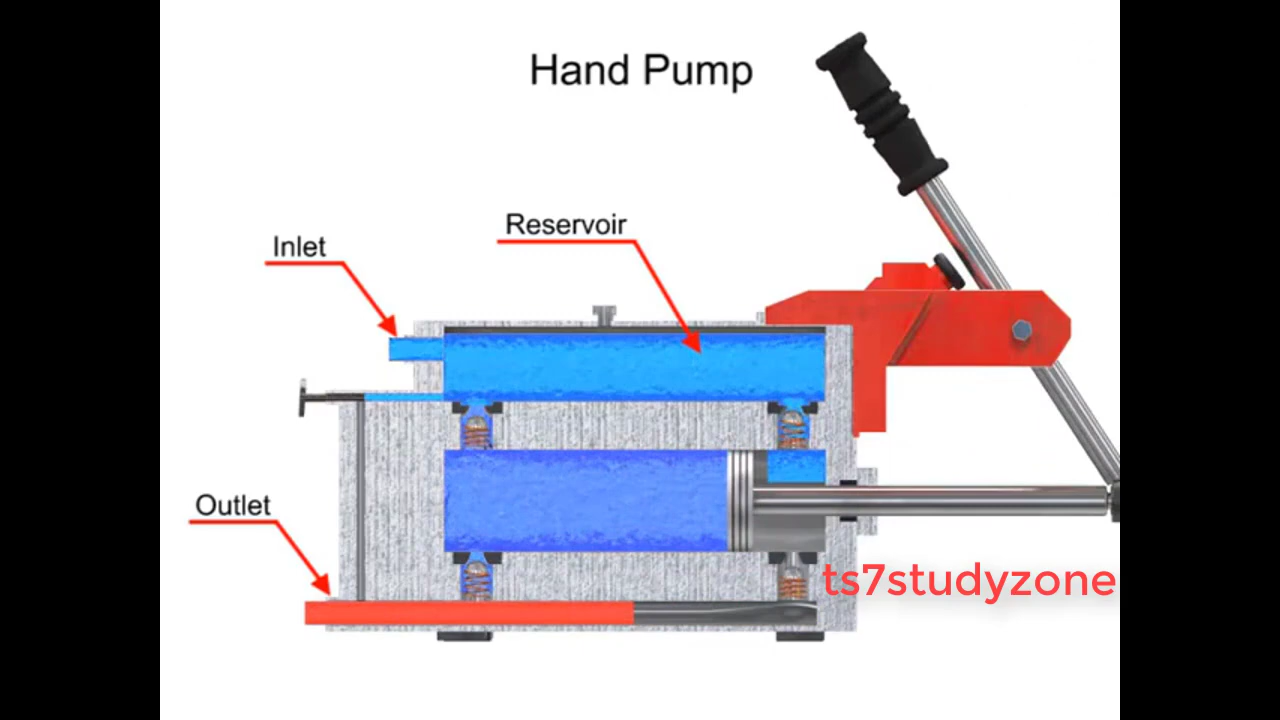 Hand Pump
Reservoir
Inlet
Outlet
ts7studyzone